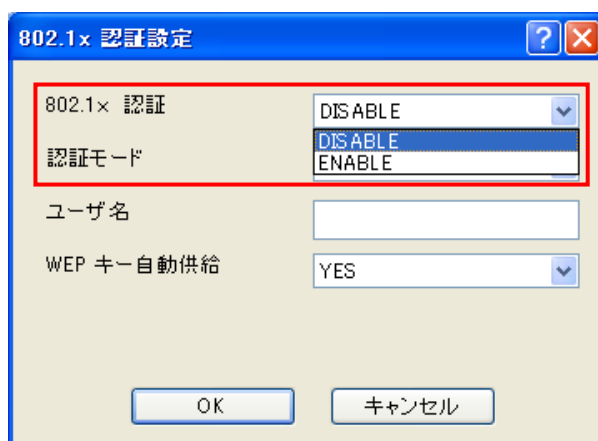 802.1x 認証設定
802.1x 認証
DISABLE
DISABLE
ENABLE
認証モード
ユーザ名
WEP キー自動供給
YES
OK
キャンセル